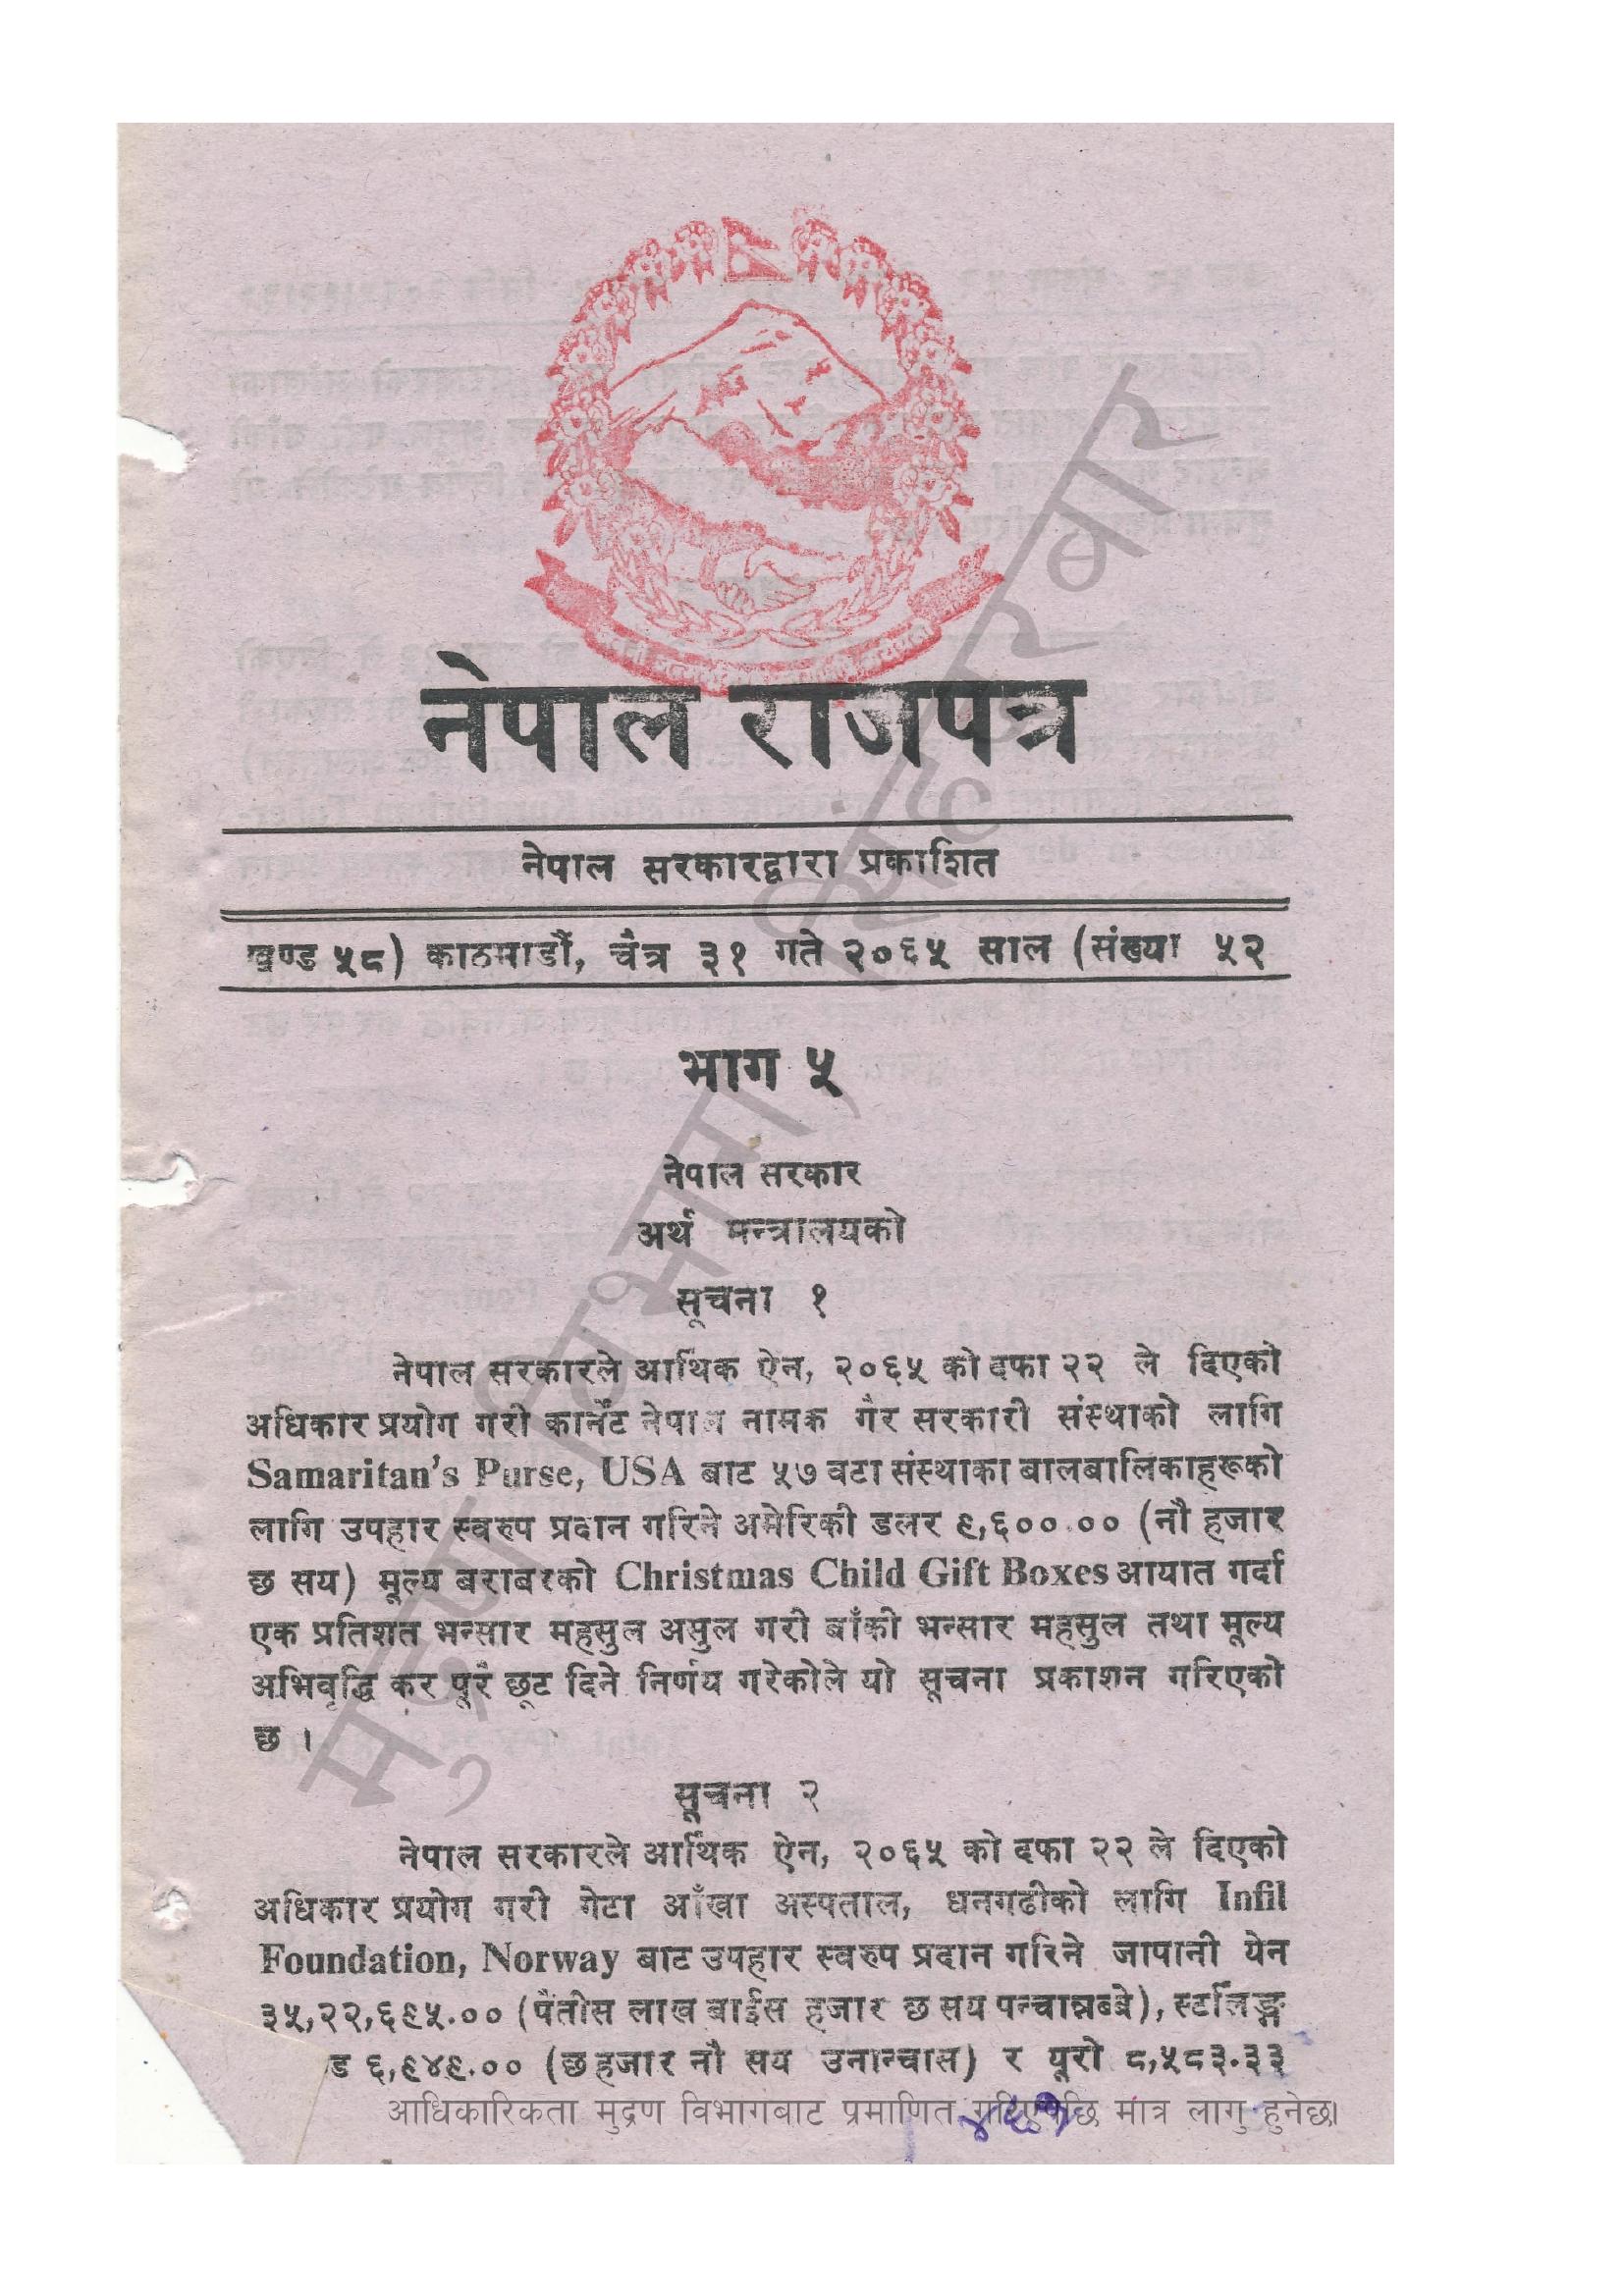 नेपाल राजपत्र
नेपाल सरकारद्वारा प्रकाशित
खण्ड ५८) काठमाडौं, चैत्र ३१ गते २०६५ साल (संख्या ५२
भाग ५
नेपाल सरकार
अर्थ मन्त्रालयको
सूचना १
नेपाल सरकारले आर्थिक ऐन, २०६५ को दफा २२ ले दिएको
अधिकार प्रयोग गरी कार्नेट नेपाल नामक गैर सरकारी संस्थाको लागि
Samaritan's Purse, USA बाट ५७ वटा संस्थाका बालबालिकाहरूको
लागि उपहार स्वरुप प्रदान गरिने अमेरिकी डलर ९,६००.०० (नौ हजार
छ सय) मूल्य बराबरको Christmas Child Gift Boxes आयात गर्दा
एक प्रतिशत भन्सार महसुल असुल गरी बाँकी भन्सार महसुल तथा मूल्य
अभिवृद्धि कर पूरै छूट दिने निर्णय गरेकोले यो सूचना प्रकाशन गरिएको
छ ।
सूचना २
नेपाल सरकारले आर्थिक ऐन, २०६५ को दफा २२ ले दिएको
अधिकार प्रयोग गरी गेटा आँखा अस्पताल, धनगढीको लागि Infil
Foundation, Norway बाट उपहार स्वरुप प्रदान गरिने जापानी येन
३५,२२,६९५.०० (पैंतीस लाख बाईस हजार छ सय पन्चान्नब्बे), स्टर्लिङ्ग
ड ६,९४९.०० (छ हजार नौ सय उनान्चास) र यूरो ८,५८३.३३
मुद्रण विभाग, सिंहदरबार
आधिकारिकता मुद्रण विभागबाट प्रमाणित गरिएपछि मात्र लागु हुनेछ।